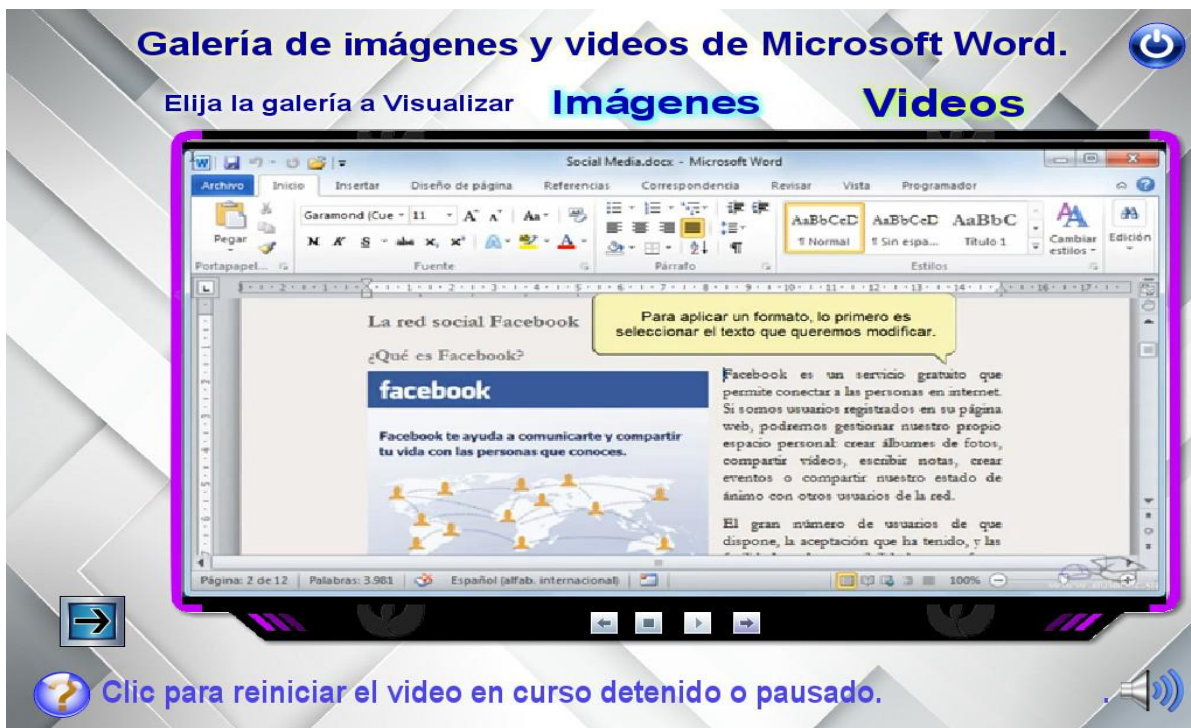 Galería de imágenes y videos de Microsoft Word.
Elija la galería a Visualizar Imágenes Videos
Social Media.docx - Microsoft Word
Archivo Inicio Insertar Diseño de página Referencias Correspondencia Revisar Vista Programador
Garamond (Cue 11
Pegar
N K S abc x, x²
AaBbCcD AaBbCcD AaBbC
¶ Normal ¶ Sin espa... Título 1
Cambiar estilos
Edición
Portapapel... Fuente Párrafo Estilos
Para aplicar un formato, lo primero es
seleccionar el texto que queremos modificar.
La red social Facebook
¿Qué es Facebook?
facebook
Facebook te ayuda a comunicarte y compartir
tu vida con las personas que conoces.
Facebook es un servicio gratuito que
permite conectar a las personas en internet.
Si somos usuarios registrados en su página
web, podremos gestionar nuestro propio
espacio personal: crear álbumes de fotos,
compartir vídeos, escribir notas, crear
eventos o compartir nuestro estado de
ánimo con otros usuarios de la red.
El gran número de usuarios de que
dispone, la aceptación que ha tenido, y las
Página: 2 de 12 Palabras: 3.981 Español (alfab. internacional) 100%
Clic para reiniciar el video en curso detenido o pausado.